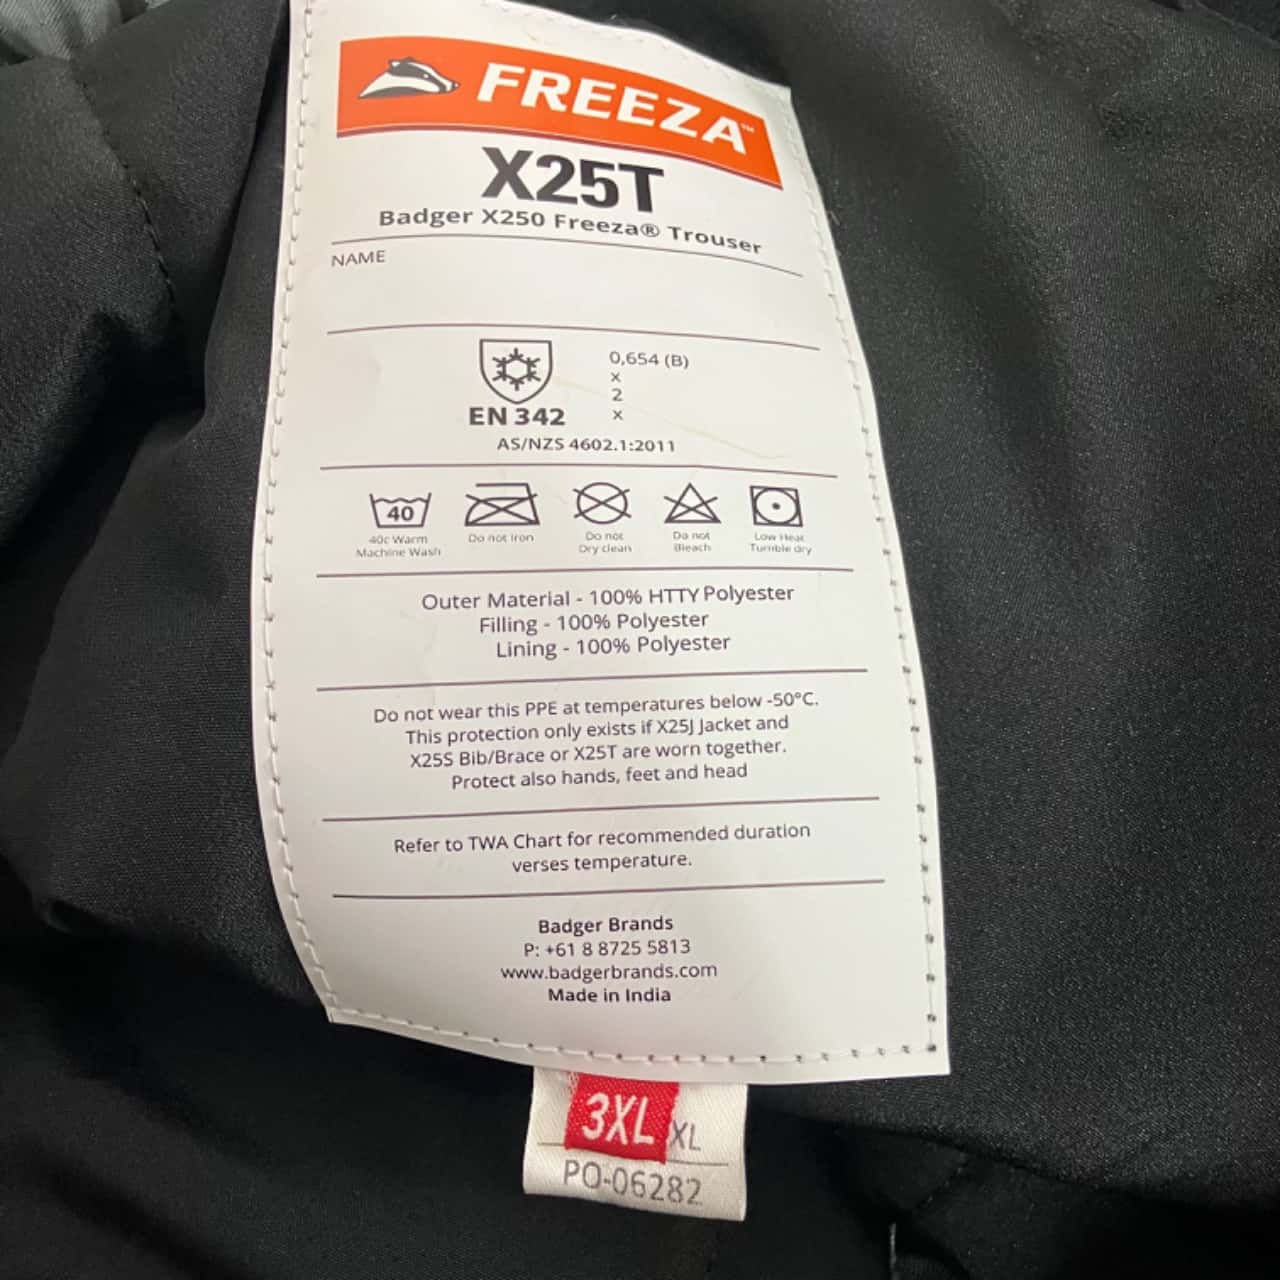 FREEZA™
X25T
Badger X250 Freeza® Trouser
NAME
0,654 (B)
x
2
x
EN 342
AS/NZS 4602.1:2011
40
40c Warm
Machine Wash
Do not Iron
Do not
Dry clean
Do not
Bleach
Low Heat
Tumble dry
Outer Material - 100% HTTY Polyester
Filling - 100% Polyester
Lining - 100% Polyester
Do not wear this PPE at temperatures below -50°C.
This protection only exists if X25J Jacket and
X25S Bib/Brace or X25T are worn together.
Protect also hands, feet and head
Refer to TWA Chart for recommended duration
verses temperature.
Badger Brands
P: +61 8 8725 5813
www.badgerbrands.com
Made in India
3XL XL
PO-06282